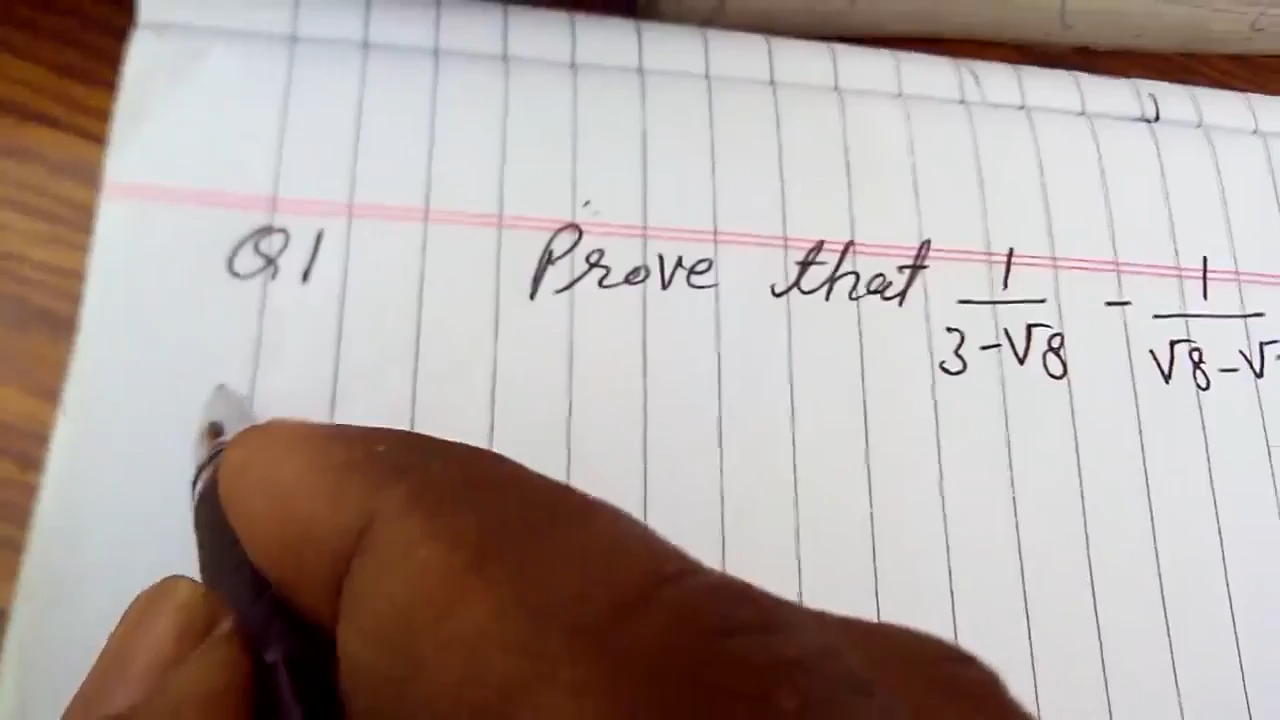 Q1 Prove that 1/(3-√8) - 1/(√8-√